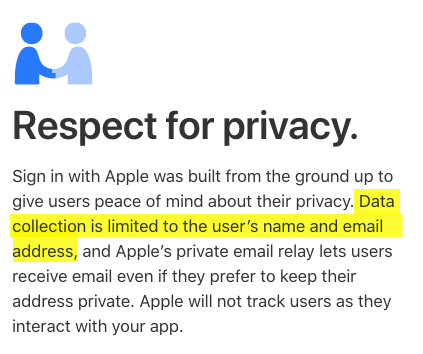 Respect for privacy.
Sign in with Apple was built from the ground up to
give users peace of mind about their privacy. Data
collection is limited to the user’s name and email
address, and Apple’s private email relay lets users
receive email even if they prefer to keep their
address private. Apple will not track users as they
interact with your app.